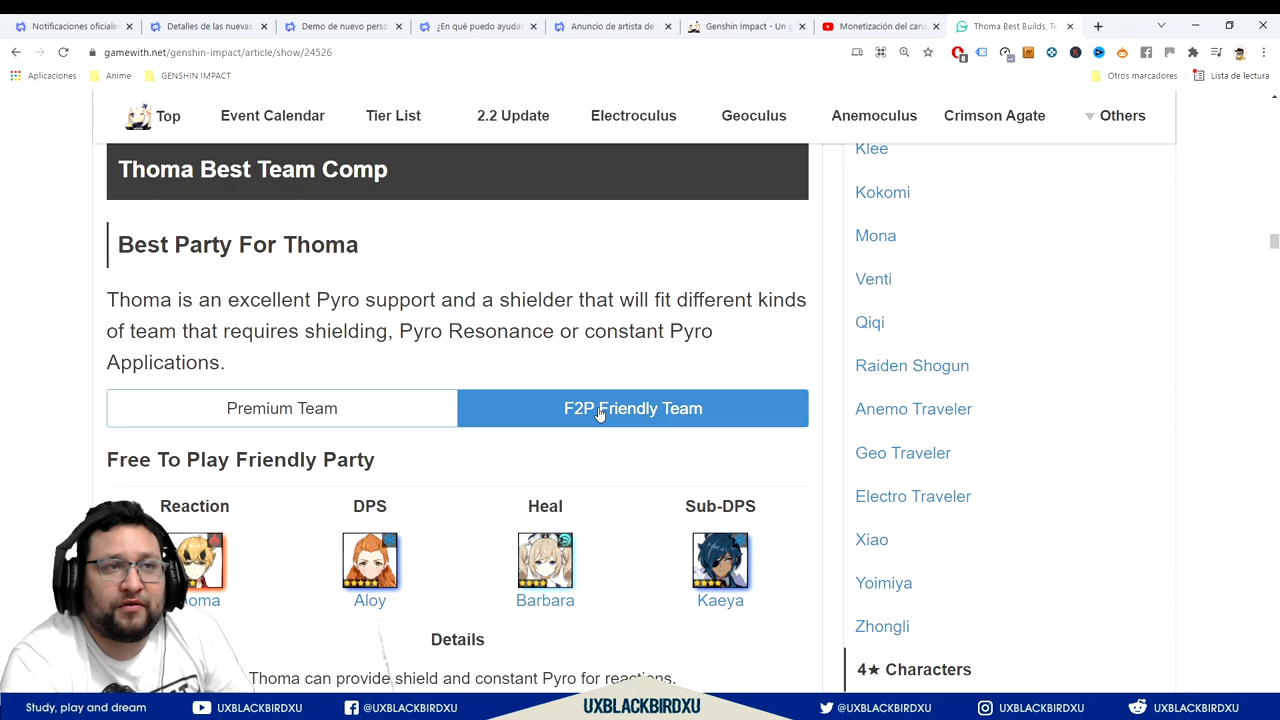 Notificaciones oficiale
Detalles de las nuevas
Demo de nuevo perso
¿En qué puedo ayudar
Anuncio de artista de
Genshin Impact - Un g
Monetización del cana
Thoma Best Builds, Te
gamewith.net/genshin-impact/article/show/24526
Aplicaciones
Anime
GENSHIN IMPACT
Otros marcadores
Lista de lectura
Top
Event Calendar
Tier List
2.2 Update
Electroculus
Geoculus
Anemoculus
Crimson Agate
Others
Thoma Best Team Comp
Best Party For Thoma
Thoma is an excellent Pyro support and a shielder that will fit different kinds
of team that requires shielding, Pyro Resonance or constant Pyro
Applications.
Premium Team
F2P Friendly Team
Free To Play Friendly Party
Reaction
DPS
Heal
Sub-DPS
oma
Aloy
Barbara
Kaeya
Details
Thoma can provide shield and constant Pyro for reactions.
Klee
Kokomi
Mona
Venti
Qiqi
Raiden Shogun
Anemo Traveler
Geo Traveler
Electro Traveler
Xiao
Yoimiya
Zhongli
4★ Characters
Study, play and dream
UXBLACKBIRDXU
@UXBLACKBIRDXU
UXBLACKBIRDXU
@UXBLACKBIRDXU
UXBLACKBIRDXU
UXBLACKBIRDXU